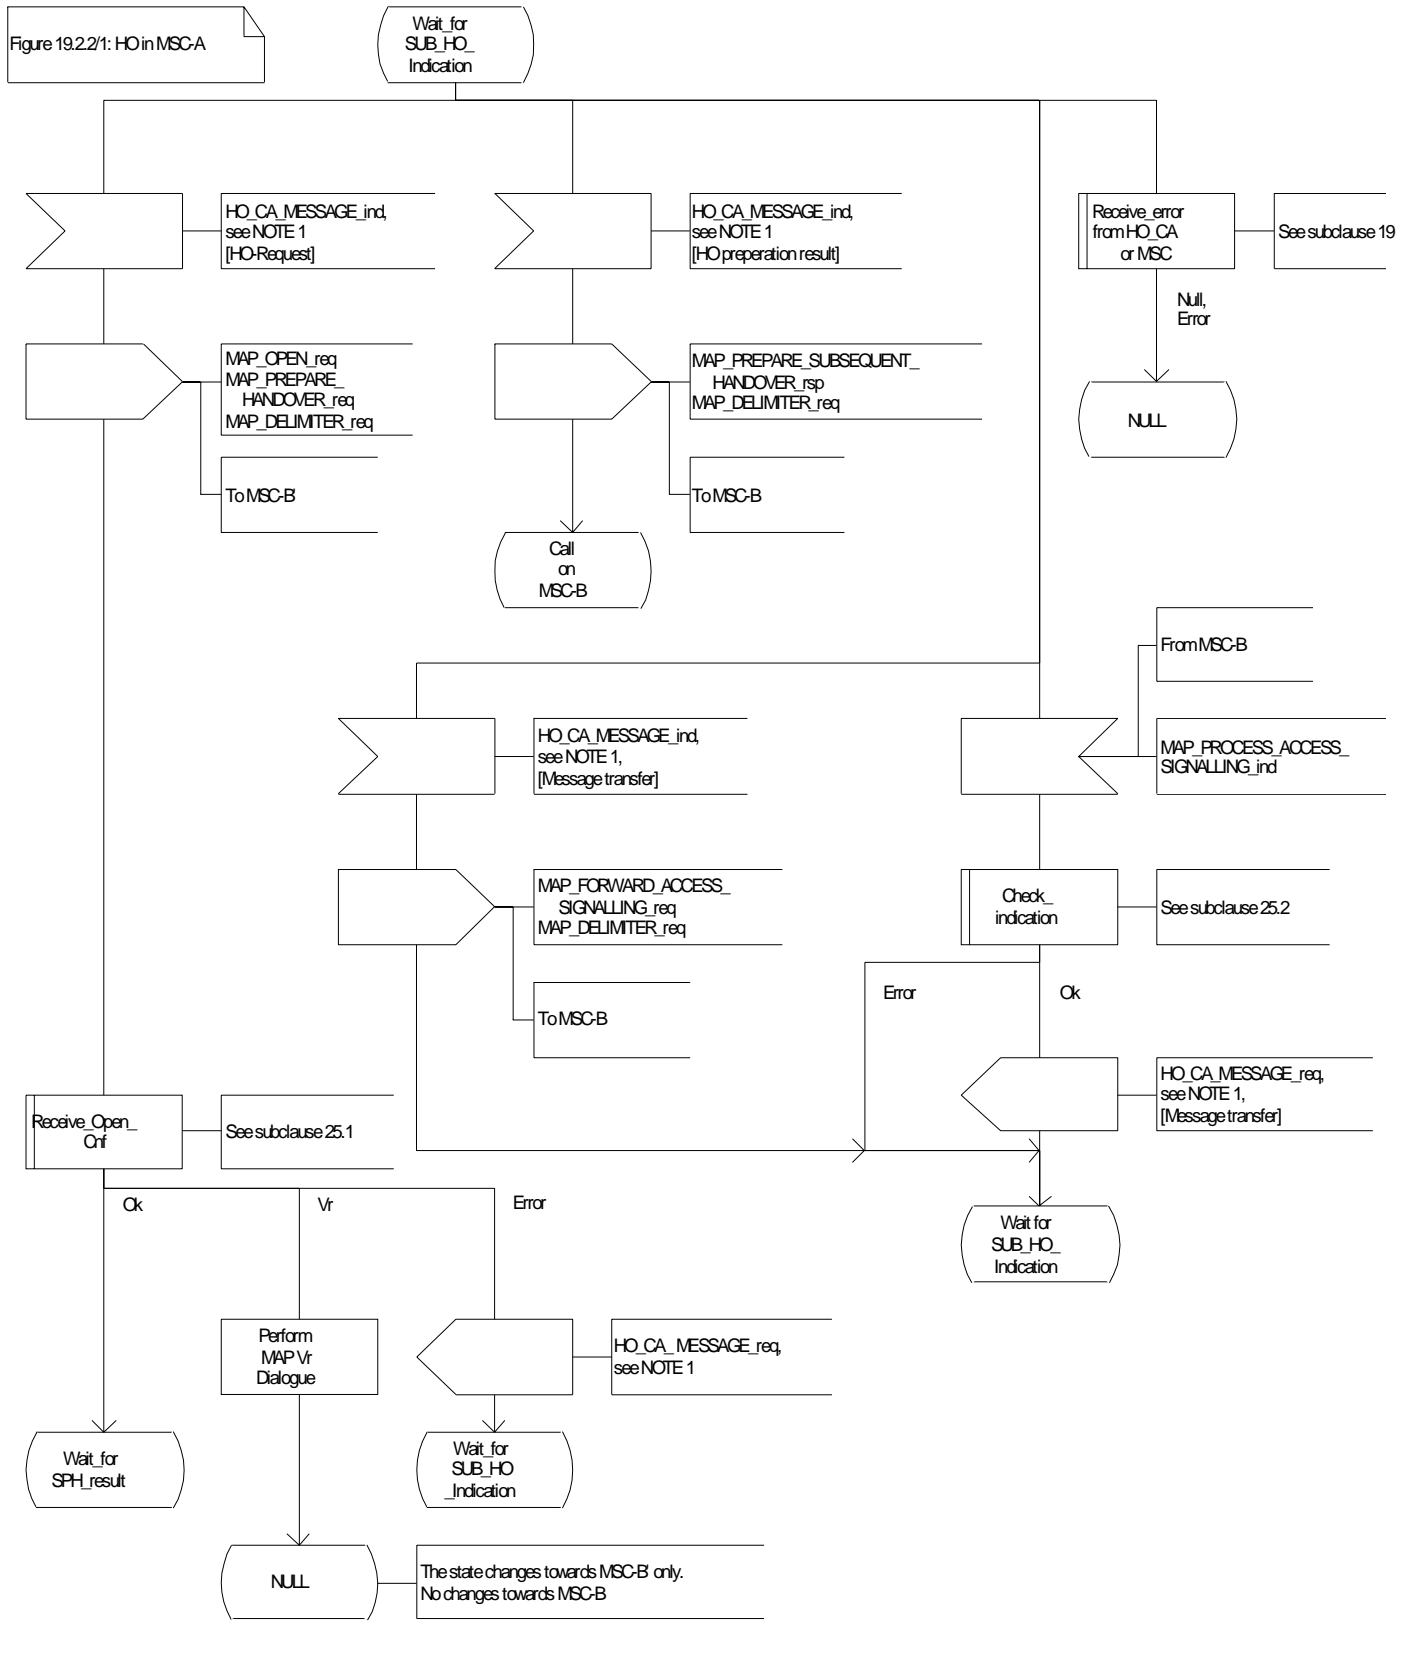 Figure 19.2.2/1: HO in MSC-A
Wait_for
SUB_HO_
Indication
HO_CA_MESSAGE_ind,
see NOTE 1
[HO-Request]
HO_CA_MESSAGE_ind,
see NOTE 1
[HO preperation result]
Receive_error
from HO_CA
or MSC
See subclause 19
Null,
Error
MAP_OPEN_req
MAP_PREPARE_
HANDOVER_req
MAP_DELIMITER_req
MAP_PREPARE_SUBSEQUENT_
HANDOVER_rsp
MAP_DELIMITER_req
NULL
To MSC-B'
To MSC-B
Call
on
MSC-B
From MSC-B
HO_CA_MESSAGE_ind,
see NOTE 1,
[Message transfer]
MAP_PROCESS_ACCESS_
SIGNALLING_ind
MAP_FORWARD_ACCESS_
SIGNALLING_req
MAP_DELIMITER_req
Check_
indication
See subclause 25.2
Error
Ok
To MSC-B
HO_CA_MESSAGE_req,
see NOTE 1,
[Message transfer]
Receive_Open_
Cnf
See subclause 25.1
Ok
Vr
Error
Wait for
SUB_HO_
Indication
Perform
MAP Vr
Dialogue
HO_CA_ MESSAGE_req,
see NOTE 1
Wait_for
SPH_result
Wait_for
SUB_HO
_Indication
NULL
The state changes towards MSC-B' only.
No changes towards MSC-B